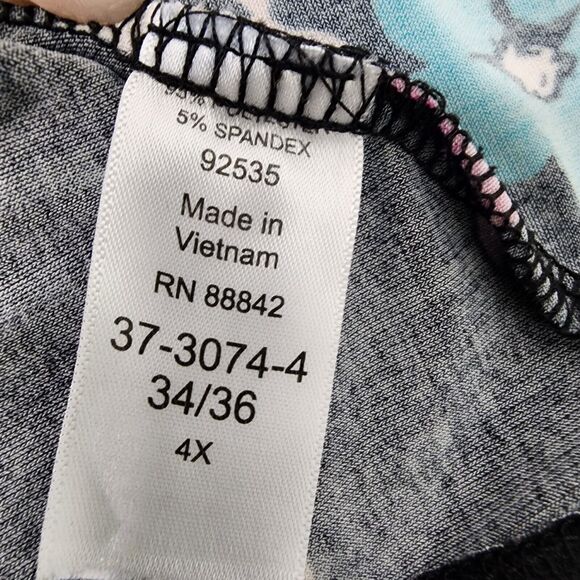 5% SPANDEX
92535
Made in
Vietnam
RN 88842
37-3074-4
34/36
4X